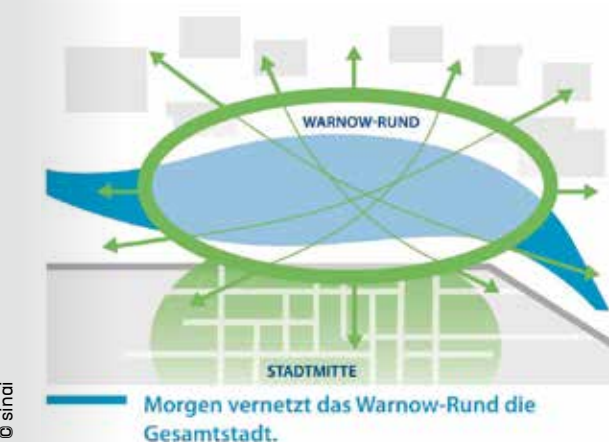 WARNOW-RUND
STADTMITTE
Morgen vernetzt das Warnow-Rund die
Gesamtstadt.
© sinai